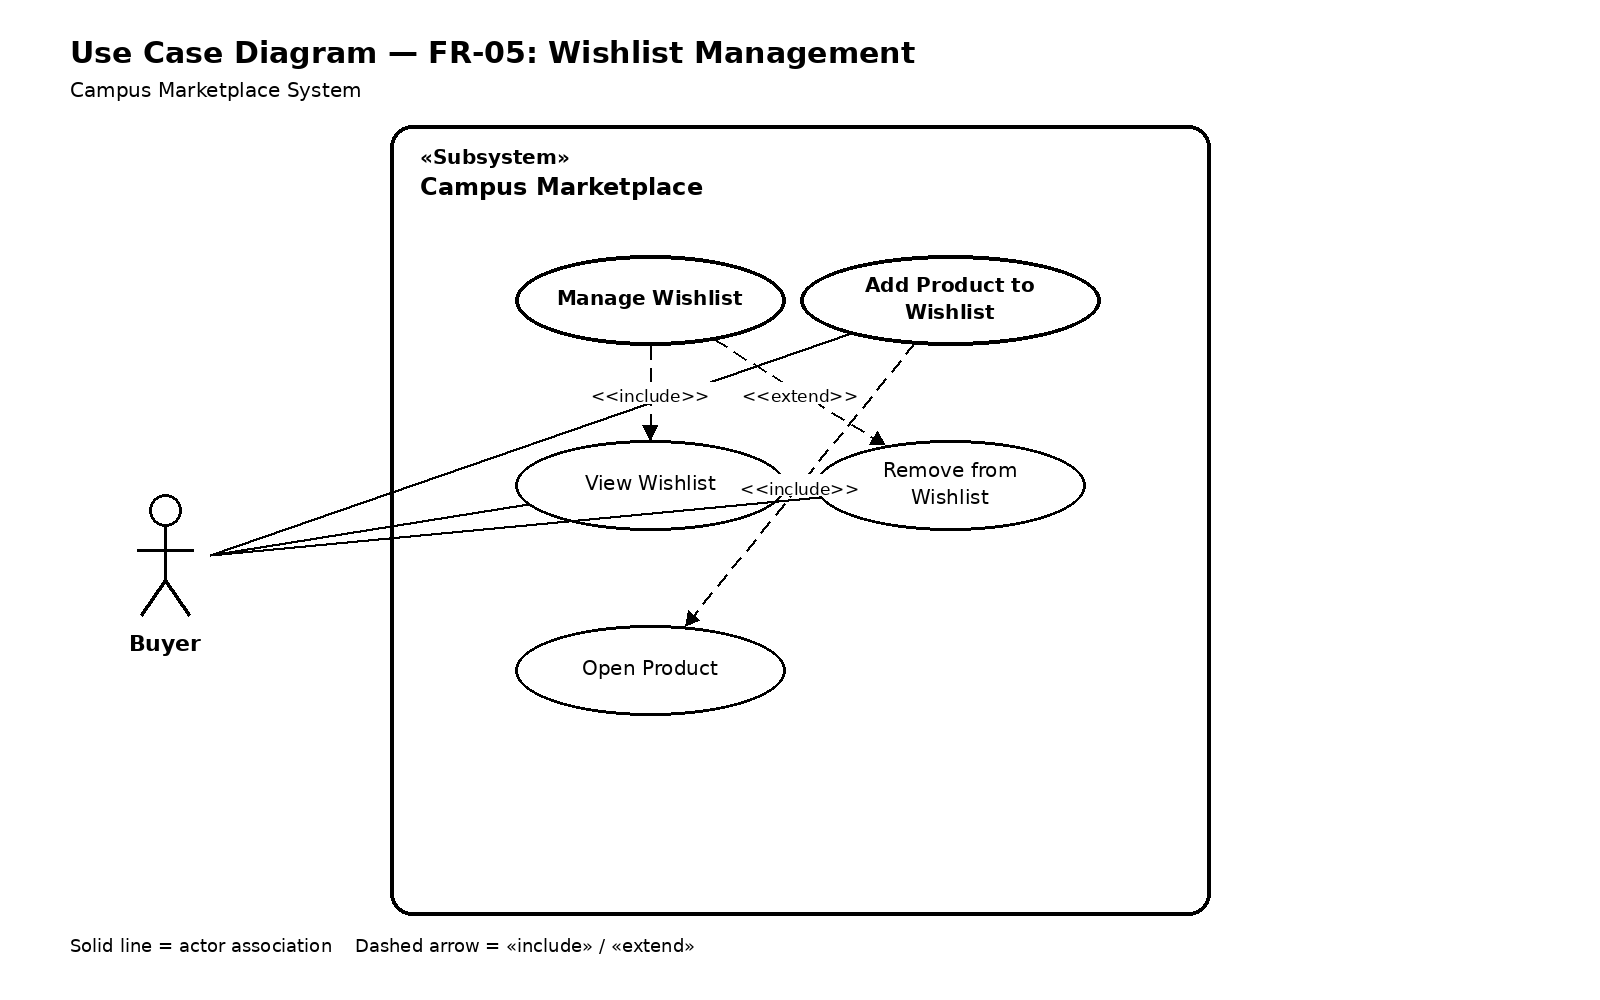 Use Case Diagram — FR-05: Wishlist Management
Campus Marketplace System
«Subsystem»
Campus Marketplace
Manage Wishlist
Add Product to
Wishlist
<<include>>
<<extend>>
View Wishlist
<<include>>
Remove from
Wishlist
Buyer
Open Product
Solid line = actor association    Dashed arrow = «include» / «extend»